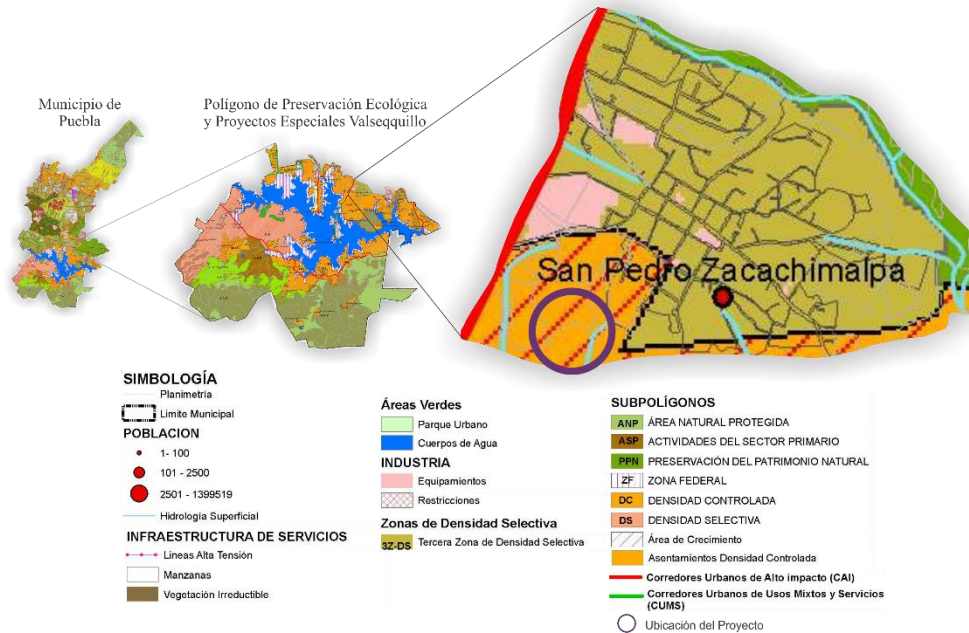 Municipio de
Puebla
Polígono de Preservación Ecológica
y Proyectos Especiales Valseqquillo
San Pedro Zacachimalpa
SIMBOLOGÍA
Planimetría
Limite Municipal
POBLACION
1- 100
101 - 2500
2501 - 1399519
Hidrología Superficial
INFRAESTRUCTURA DE SERVICIOS
Lineas Alta Tensión
Manzanas
Vegetación Irreductible
Áreas Verdes
Parque Urbano
Cuerpos de Agua
INDUSTRIA
Equipamientos
Restricciones
Zonas de Densidad Selectiva
3Z-DS Tercera Zona de Densidad Selectiva
SUBPOLÍGONOS
ANP ÁREA NATURAL PROTEGIDA
ASP ACTIVIDADES DEL SECTOR PRIMARIO
PPN PRESERVACIÓN DEL PATRIMONIO NATURAL
ZF ZONA FEDERAL
DC DENSIDAD CONTROLADA
DS DENSIDAD SELECTIVA
Área de Crecimiento
Asentamientos Densidad Controlada
Corredores Urbanos de Alto impacto (CAI)
Corredores Urbanos de Usos Mixtos y Servicios
(CUMS)
Ubicación del Proyecto